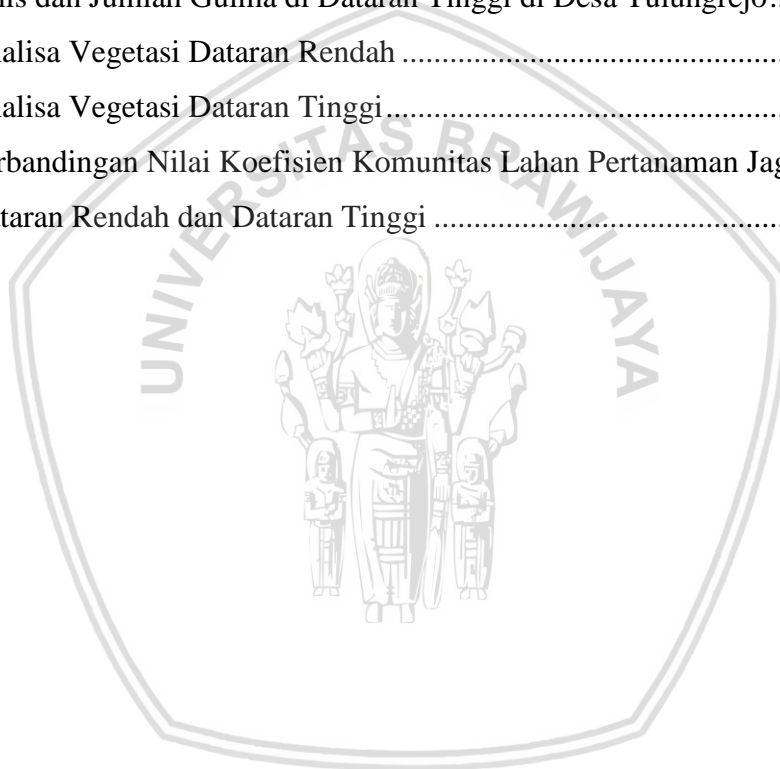 nis dan Jumlah Gulma di Dataran Tinggi di Desa Tulungrejo..
alisa Vegetasi Dataran Rendah ................................................
alisa Vegetasi Dataran Tinggi..................................................
rbandingan Nilai Koefisien Komunitas Lahan Pertanaman Jag
taran Rendah dan Dataran Tinggi ............................................
UNIVERSITAS BRAWIJAYA